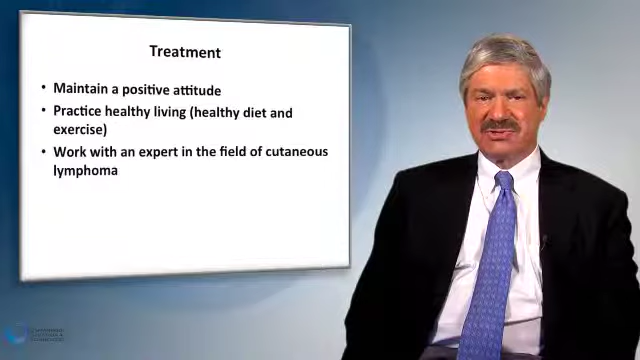 Treatment
• Maintain a positive attitude
• Practice healthy living (healthy diet and
exercise)
• Work with an expert in the field of cutaneous
lymphoma